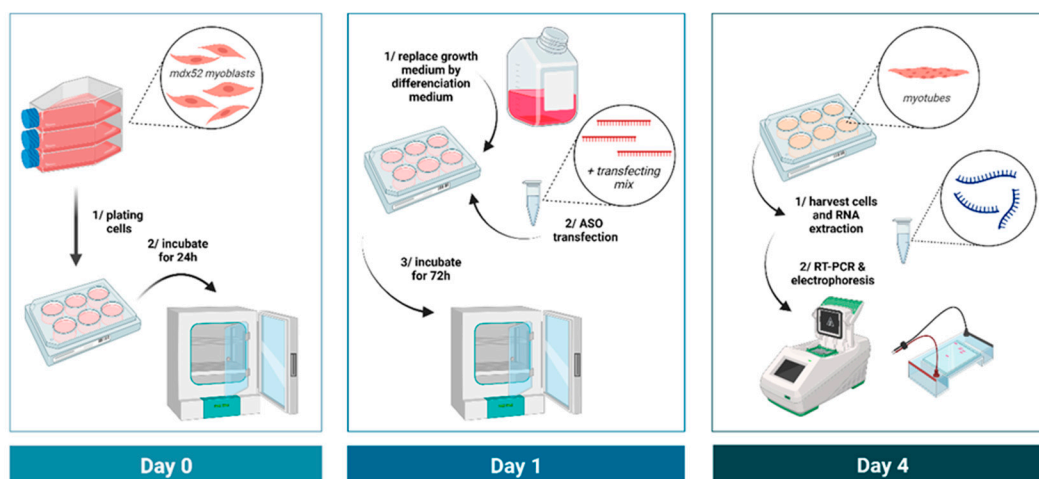 mdx52 myoblasts
1/ plating
cells
2/ incubate
for 24h
Day 0
1/ replace growth
medium by
differenciation
medium
+ transfecting
mix
2/ ASO
transfection
3/ incubate
for 72h
Day 1
myotubes
1/ harvest cells
and RNA
extraction
2/ RT-PCR &
electrophoresis
Day 4